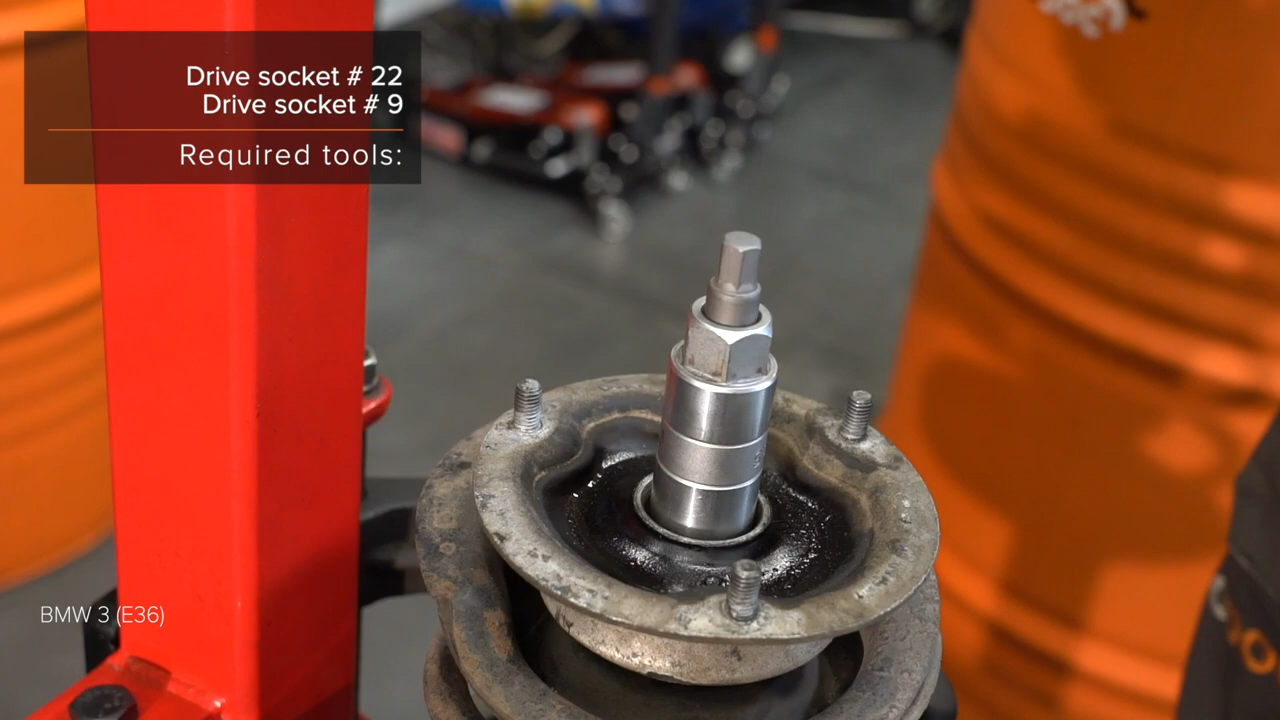 Drive socket # 22
Drive socket # 9
Required tools:
BMW 3 (E36)